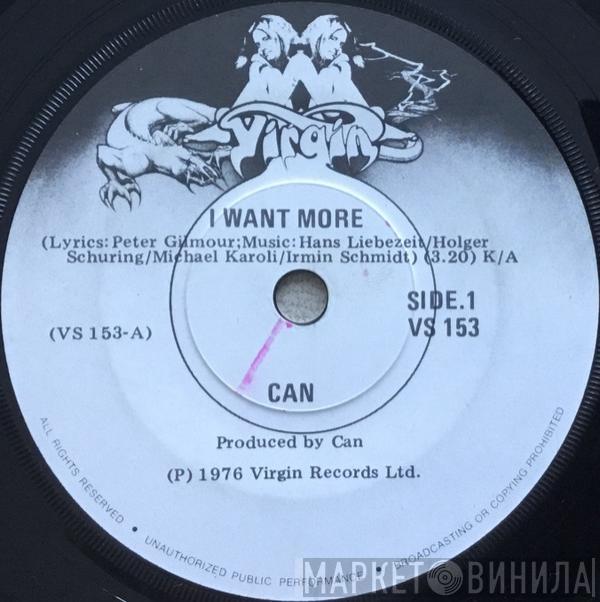 Virgin
I WANT MORE
(Lyrics: Peter Gilmour;Music: Hans Liebezeit/Holger
Schuring/Michael Karoli/Irmin Schmidt) (3.20) K/A
SIDE.1
VS 153
(VS 153-A)
CAN
Produced by Can
(P) 1976 Virgin Records Ltd.
ALL RIGHTS RESERVED. • UNAUTHORIZED PUBLIC PERFORMANCE • BROADCASTING OR COPYING PROHIBITED
МАРКЕТ ВИНИЛА